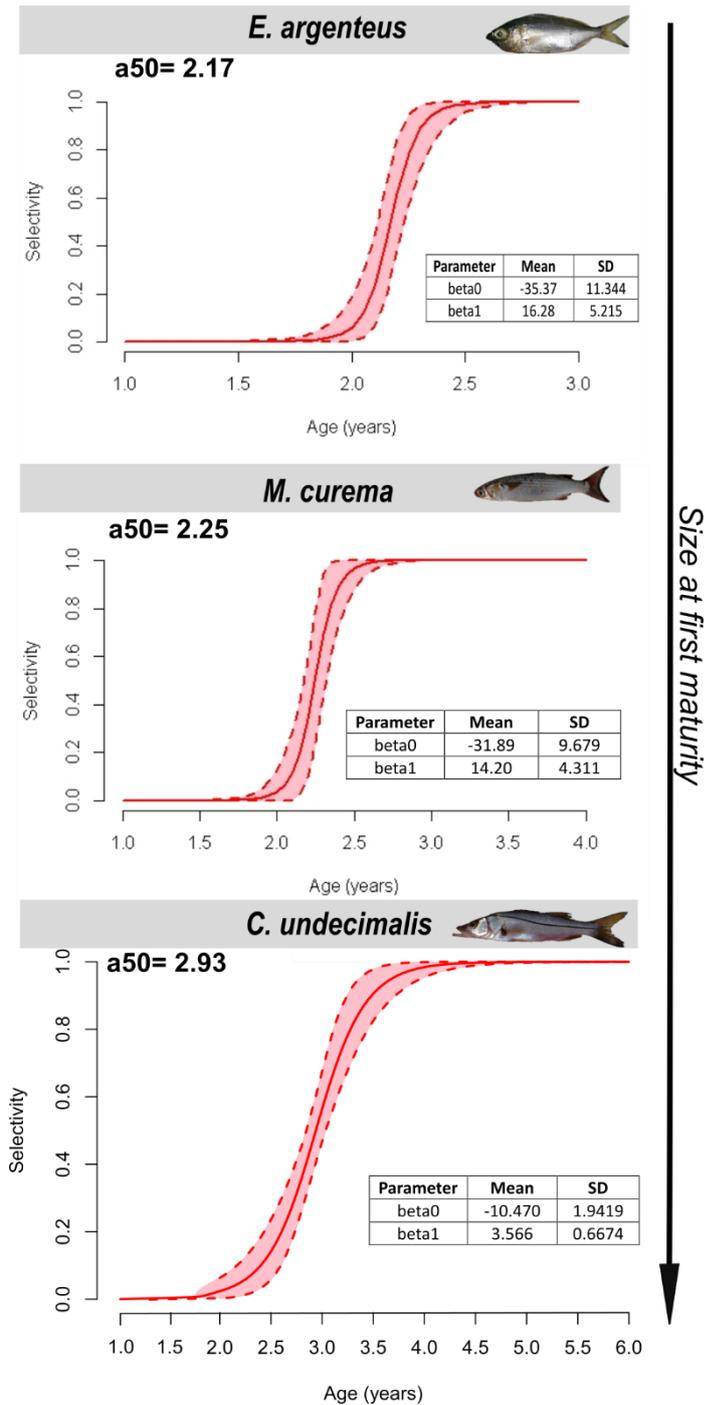 E. argenteus
a50= 2.17
1.0
0.8
0.6
0.4
0.2
0.0
Selectivity
Parameter Mean SD
beta0 -35.37 11.344
beta1 16.28 5.215
1.0 1.5 2.0 2.5 3.0
Age (years)
M. curema
a50= 2.25
1.0
0.8
0.6
0.4
0.2
0.0
Selectivity
Parameter Mean SD
beta0 -31.89 9.679
beta1 14.20 4.311
1.0 1.5 2.0 2.5 3.0 3.5 4.0
Age (years)
C. undecimalis
a50= 2.93
1.0
0.8
0.6
0.4
0.2
0.0
Selectivity
Parameter Mean SD
beta0 -10.470 1.9419
beta1 3.566 0.6674
1.0 1.5 2.0 2.5 3.0 3.5 4.0 4.5 5.0 5.5 6.0
Age (years)
Size at first maturity